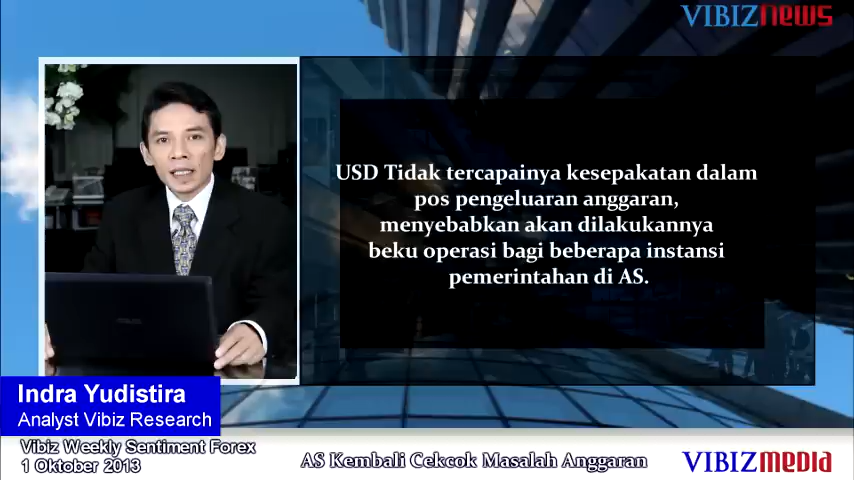 VIBIZnews
USD Tidak tercapainya kesepakatan dalam
pos pengeluaran anggaran,
menyebabkan akan dilakukannya
beku operasi bagi beberapa instansi
pemerintahan di AS.
Indra Yudistira
Analyst Vibiz Research
Vibiz Weekly Sentiment Forex
1 Oktober 2013
AS Kembali Cekcok Masalah Anggaran
VIBIZmedia